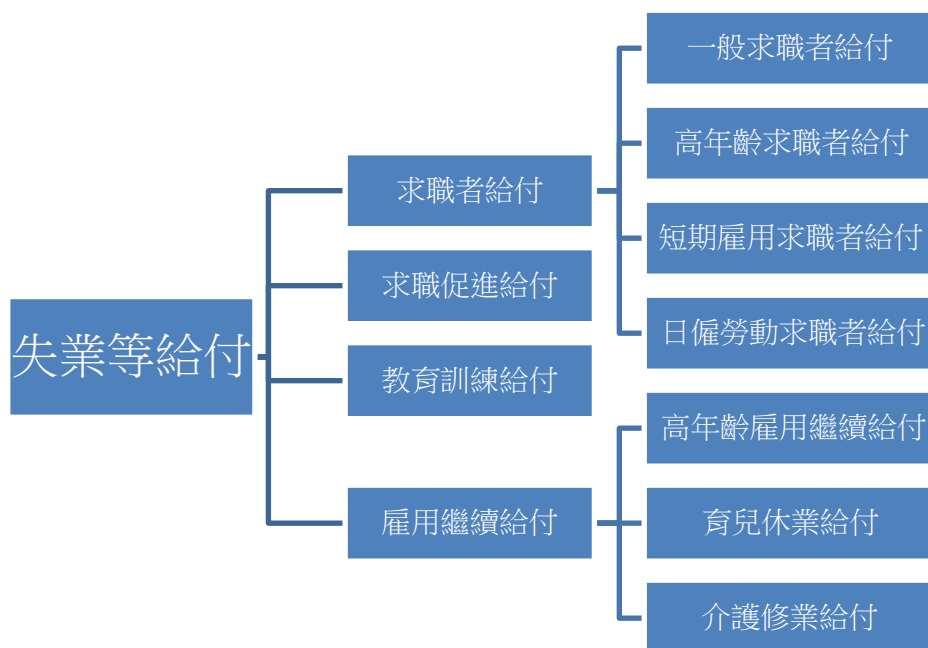 失業等給付
求職者給付
一般求職者給付
高年齡求職者給付
短期雇用求職者給付
日僱勞動求職者給付
求職促進給付
教育訓練給付
雇用繼續給付
高年齡雇用繼續給付
育兒休業給付
介護修業給付